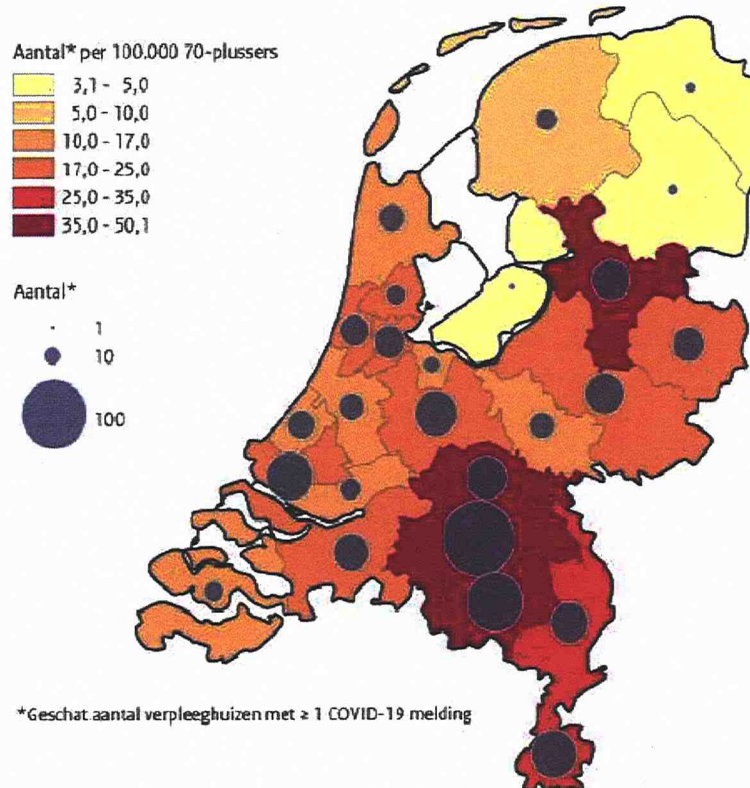 Aantal* per 100.000 70-plussers
3,1 - 5,0
5,0 - 10,0
10,0 - 17,0
17,0 - 25,0
25,0 - 35,0
35,0 - 50,1
Aantal*
1
10
100
*Geschat aantal verpleeghuizen met ≥ 1 COVID-19 melding